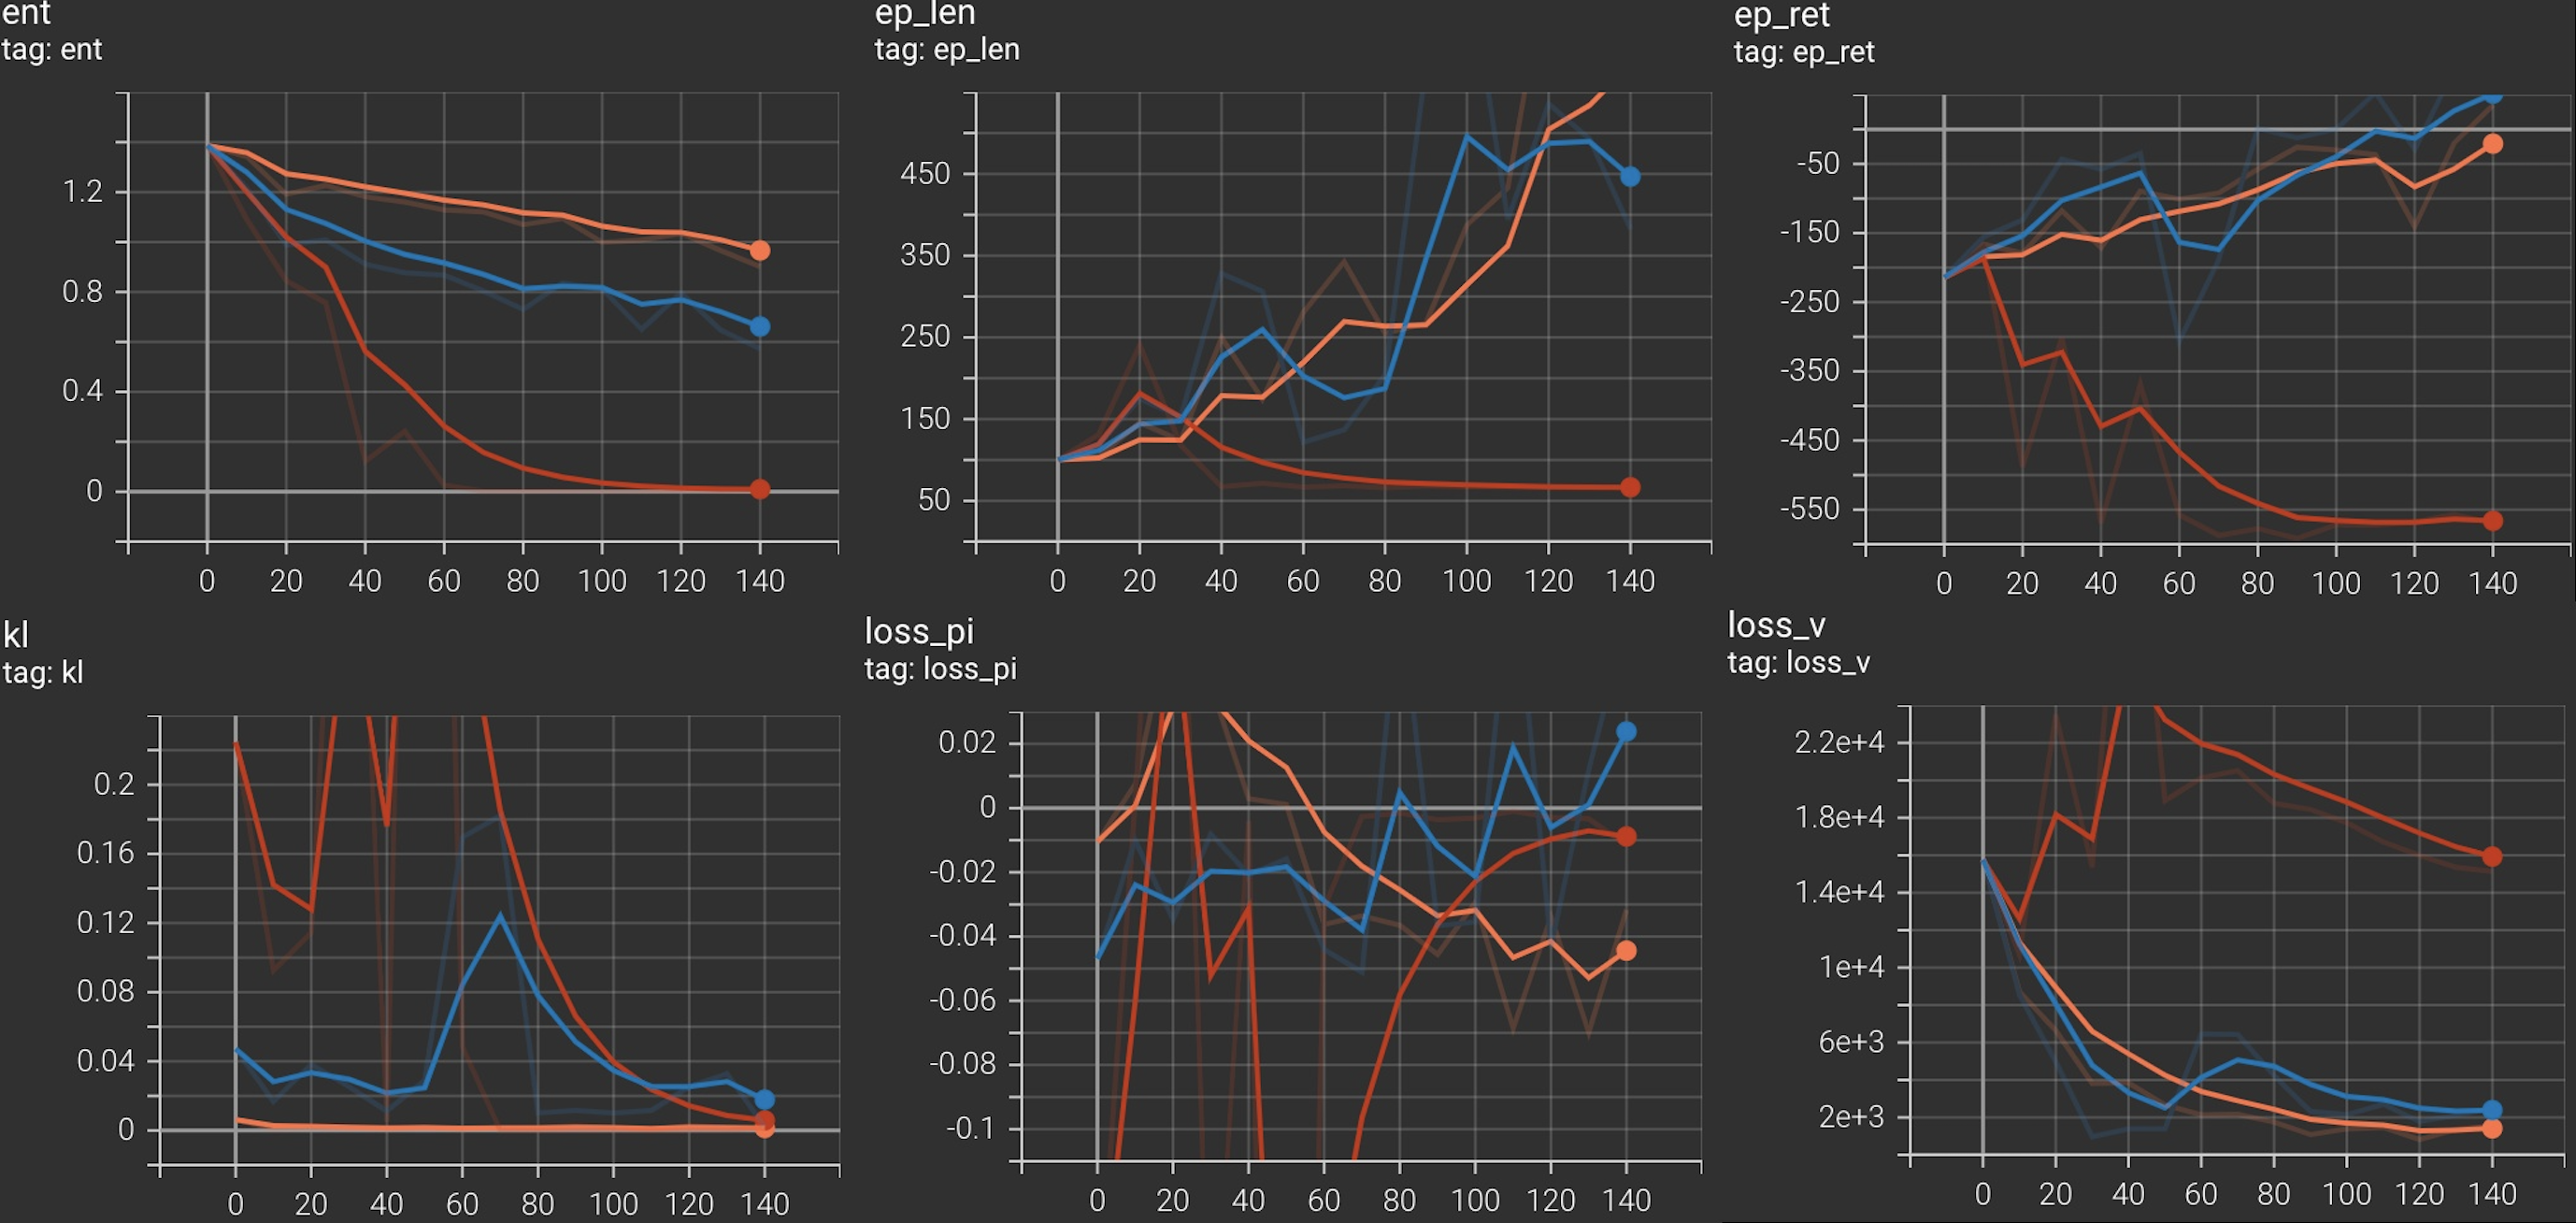 ent
tag: ent
1.2
0.8
0.4
0
0 20 40 60 80 100 120 140
ep_len
tag: ep_len
450
350
250
150
50
0 20 40 60 80 100 120 140
ep_ret
tag: ep_ret
-50
-150
-250
-350
-450
-550
0 20 40 60 80 100 120 140
kl
tag: kl
0.2
0.16
0.12
0.08
0.04
0
0 20 40 60 80 100 120 140
loss_pi
tag: loss_pi
0.02
0
-0.02
-0.04
-0.06
-0.08
-0.1
0 20 40 60 80 100 120 140
loss_v
tag: loss_v
2.2e+4
1.8e+4
1.4e+4
1e+4
6e+3
2e+3
0 20 40 60 80 100 120 140